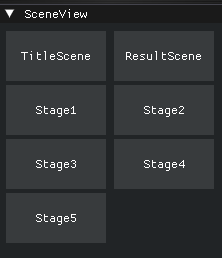 SceneView
TitleScene ResultScene
Stage1 Stage2
Stage3 Stage4
Stage5